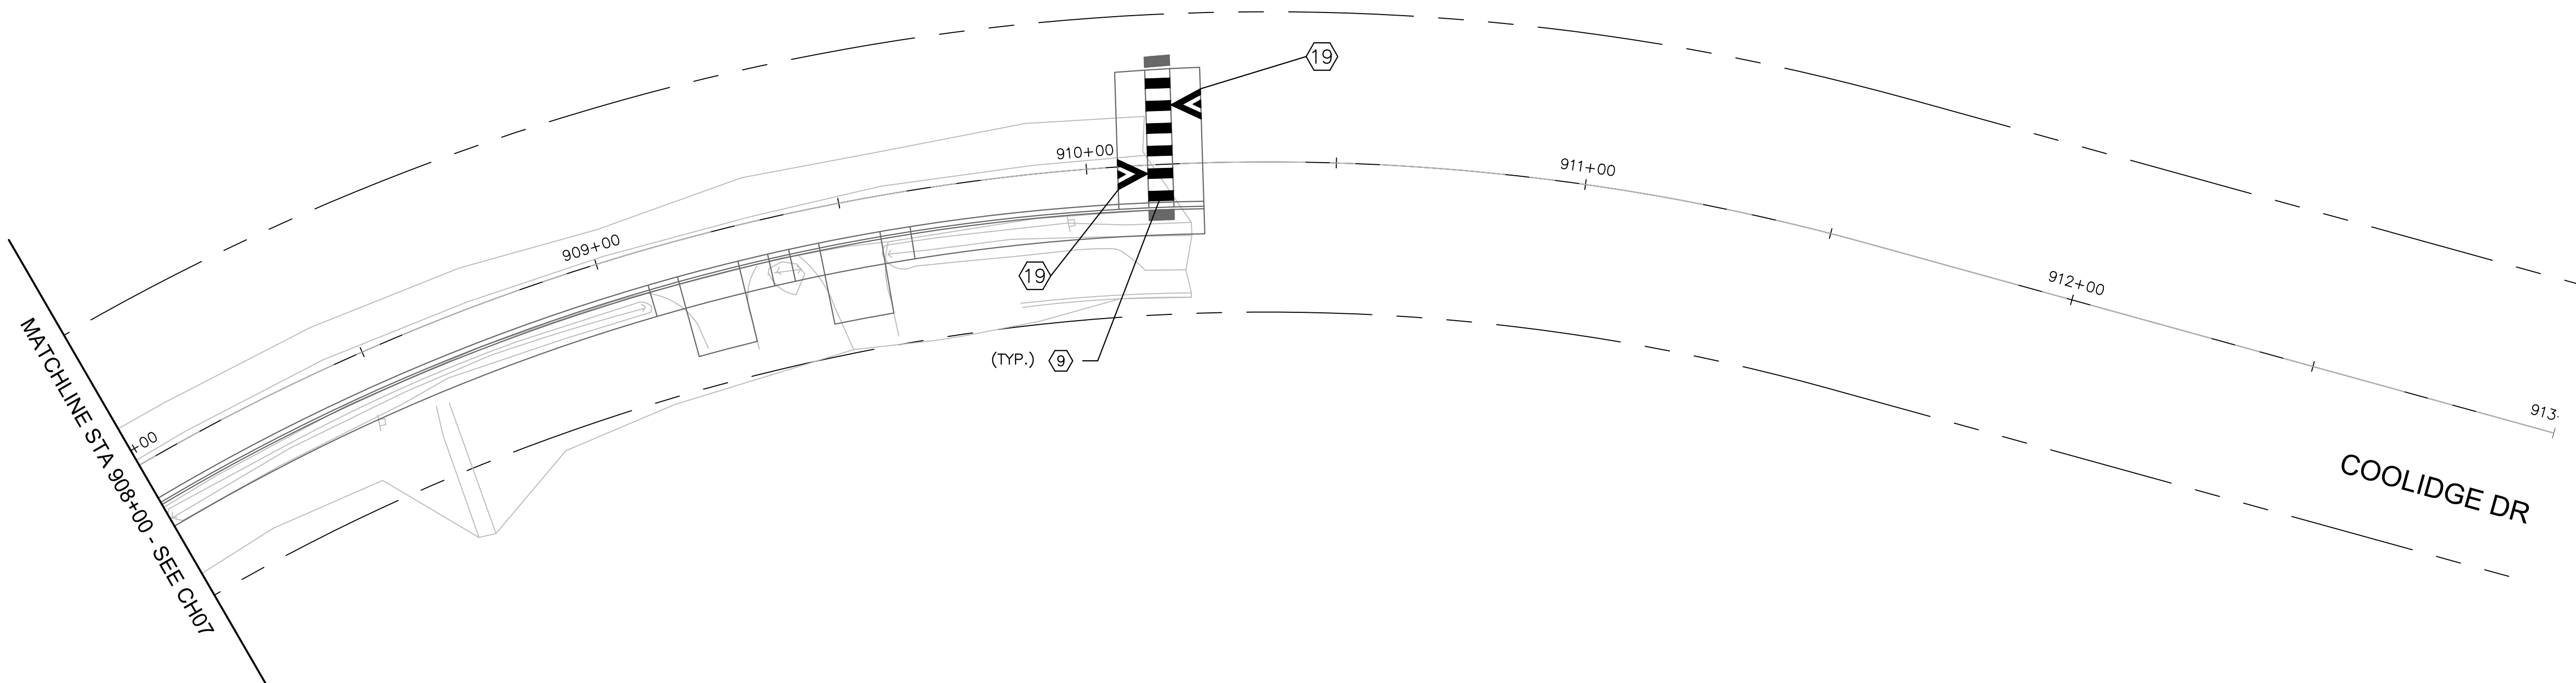 19
910+00
911+00
909+00
19
912+00
(TYP.) 9
913
+00
MATCHLINE STA 908+00 - SEE CH07
COOLIDGE DR